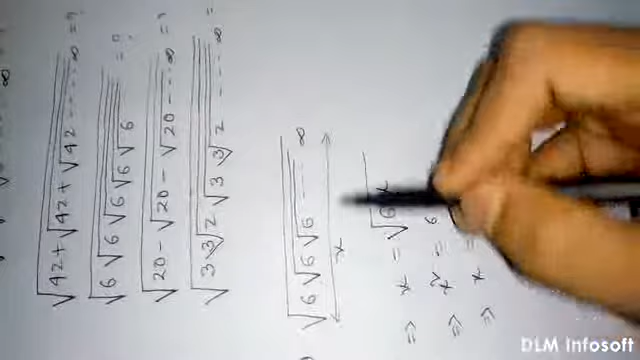 √42+√42+√42-----∞ = ?
√6√6√6√6√6 = ?
√20-√20-√20-----∞ = ?
√3∛2√3∛2-----∞ =
√6√6√6-----∞
x
=> x = √6x
=> x² = 6
=> x =
DLM Infosoft